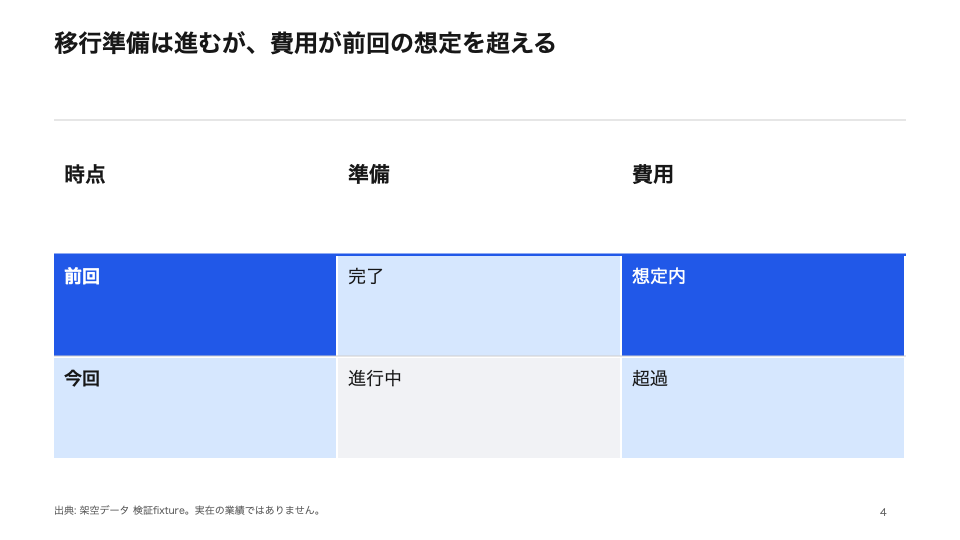 移行準備は進むが、費用が前回の想定を超える
時点 準備 費用
前回 完了 想定内
今回 進行中 超過
出典: 架空データ 検証fixture。実在の業績ではありません。
4